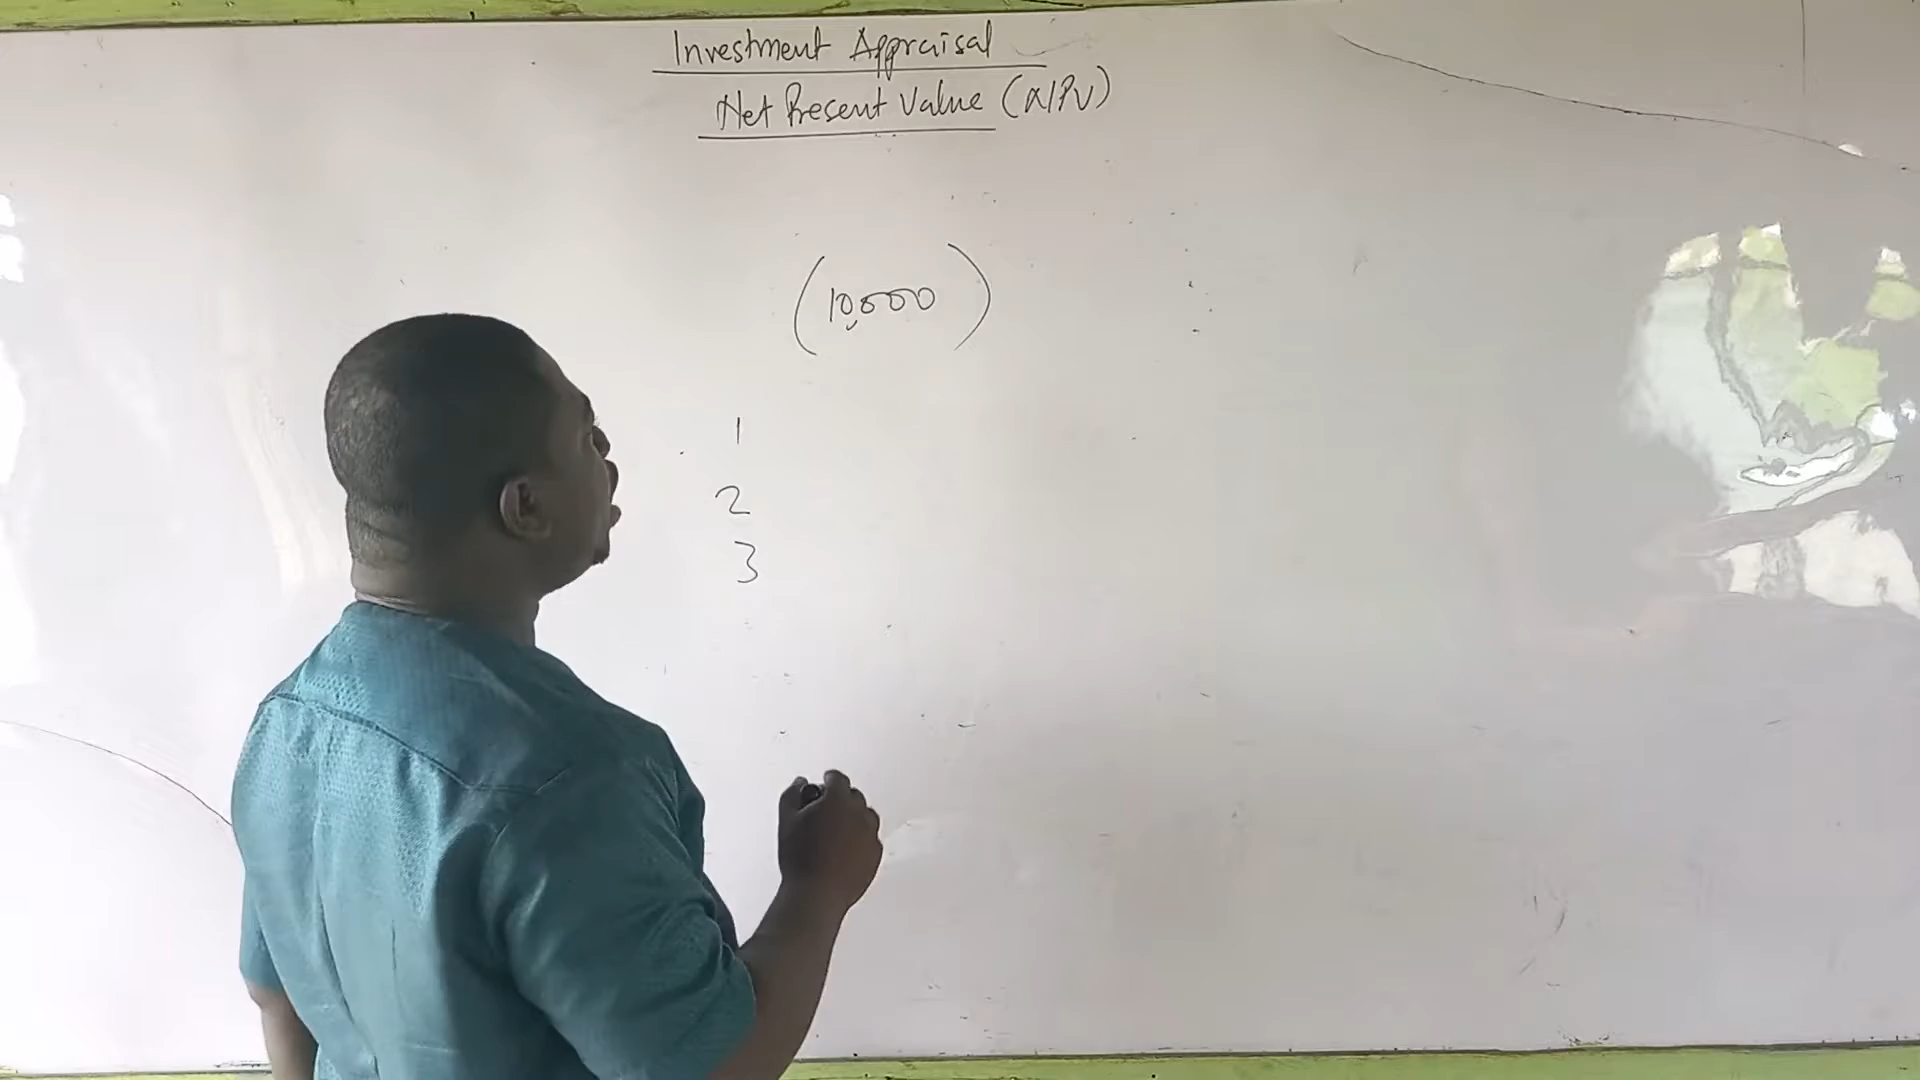 Investment Appraisal
Net Present Value (NPV)
(10,000)
1
2
3